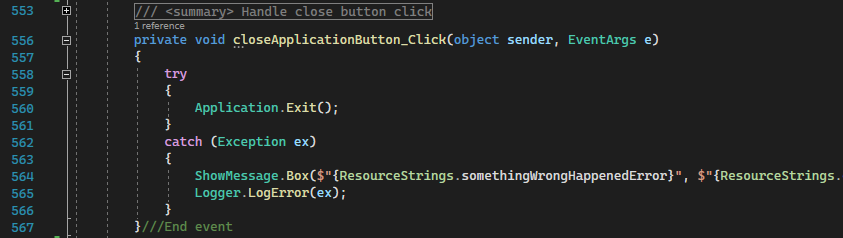 553 /// <summary> Handle close button click
1 reference
556 private void closeApplicationButton_Click(object sender, EventArgs e)
557 {
558 try
559 {
560 Application.Exit();
561 }
562 catch (Exception ex)
563 {
564 ShowMessage.Box($"{ResourceStrings.somethingWrongHappenedError}", $"{ResourceStrings.
565 Logger.LogError(ex);
566 }
567 }///End event